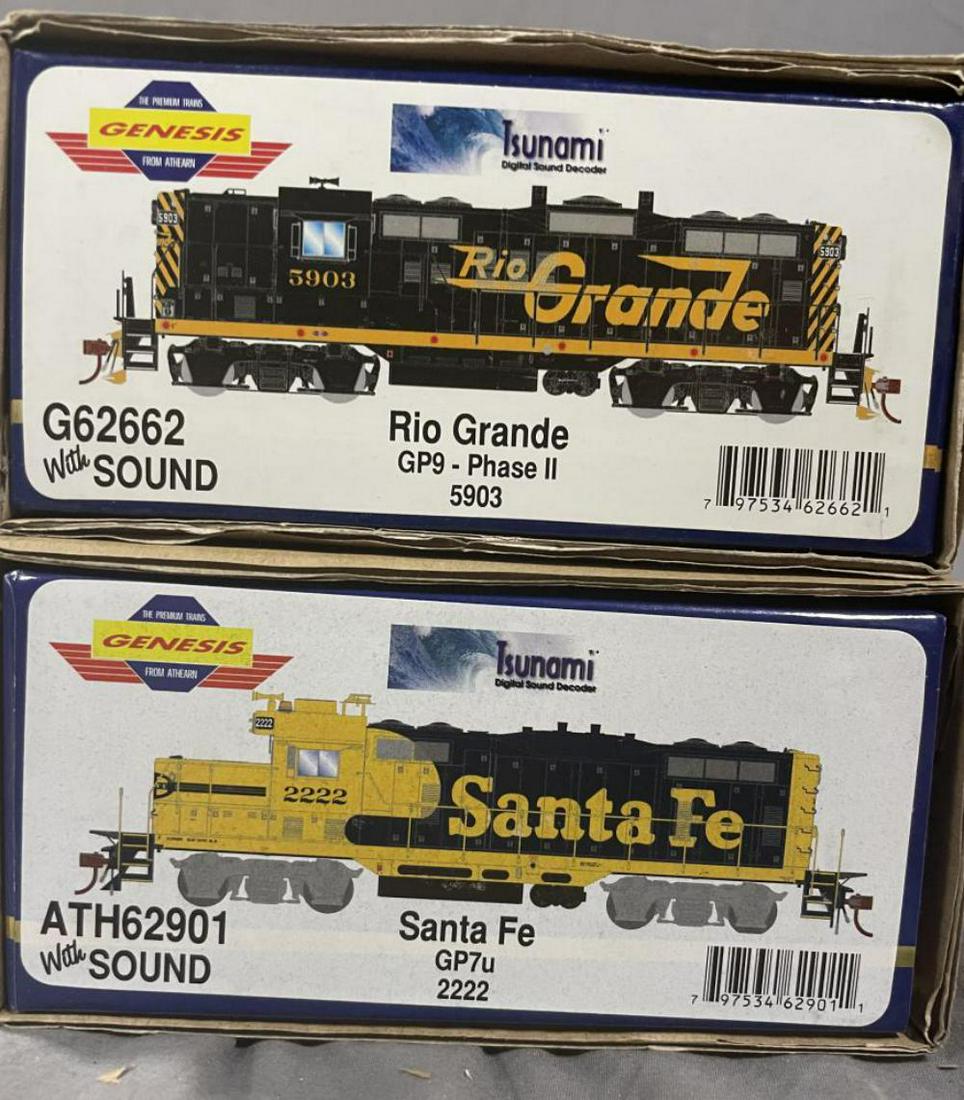 THE PREMIUM TRAINS
GENESIS
FROM ATHEARN
Tsunami
Digital Sound Decoder
5903
5903
5903
Rio Grande
G62662
With SOUND
Rio Grande
GP9 - Phase II
5903
7 97534 62662 1
THE PREMIUM TRAINS
GENESIS
FROM ATHEARN
Tsunami
Digital Sound Decoder
2222
2222
Santa Fe
ATH62901
With SOUND
Santa Fe
GP7u
2222
7 97534 62901 1